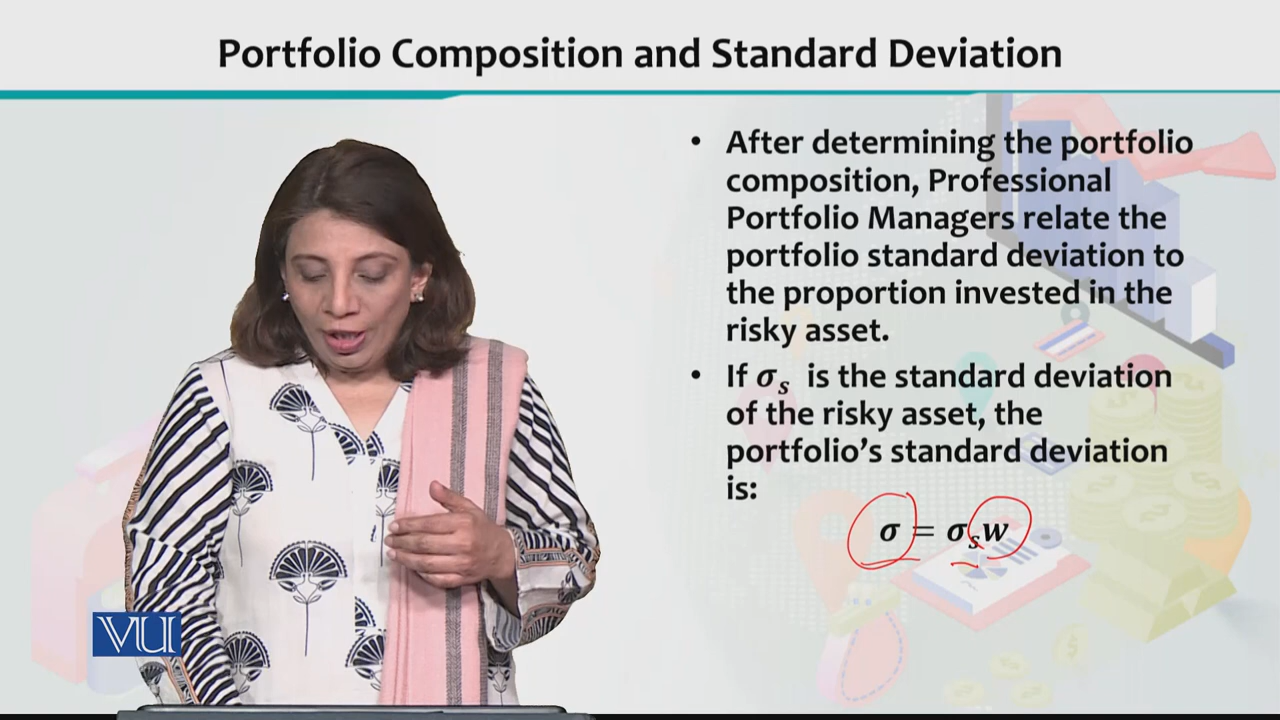 Portfolio Composition and Standard Deviation
• After determining the portfolio
composition, Professional
Portfolio Managers relate the
portfolio standard deviation to
the proportion invested in the
risky asset.
• If σₛ is the standard deviation
of the risky asset, the
portfolio’s standard deviation
is:
σ = σₛw
VU